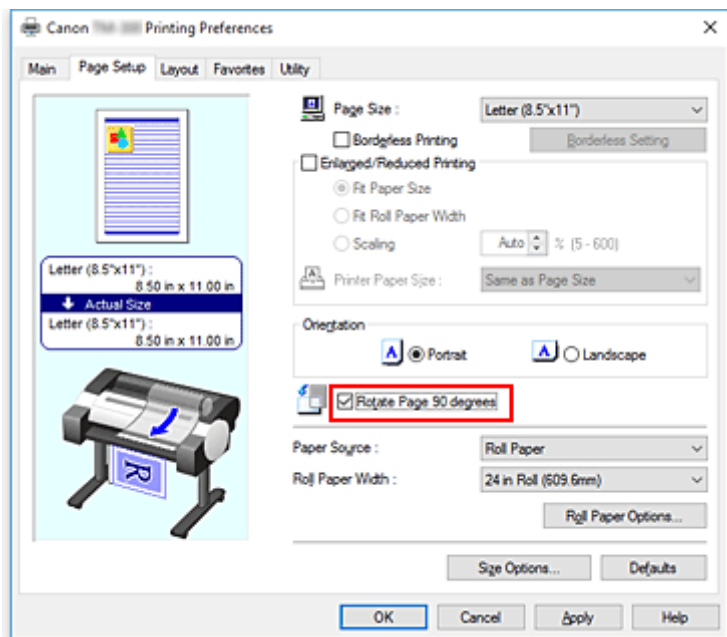 Canon Printing Preferences
Main Page Setup Layout Favorites Utility
Page Size : Letter (8.5"x11")
Borderless Printing Borderless Setting
Enlarged/Reduced Printing
Fit Paper Size
Fit Roll Paper Width
Scaling Auto % (5 - 600)
Printer Paper Size : Same as Page Size
Letter (8.5"x11") :
8.50 in x 11.00 in
Actual Size
Letter (8.5"x11") :
8.50 in x 11.00 in
Orientation
A Portrait A Landscape
Rotate Page 90 degrees
Paper Source : Roll Paper
Roll Paper Width : 24 in Roll (609.6mm)
Roll Paper Options...
R
Size Options... Defaults
OK Cancel Apply Help